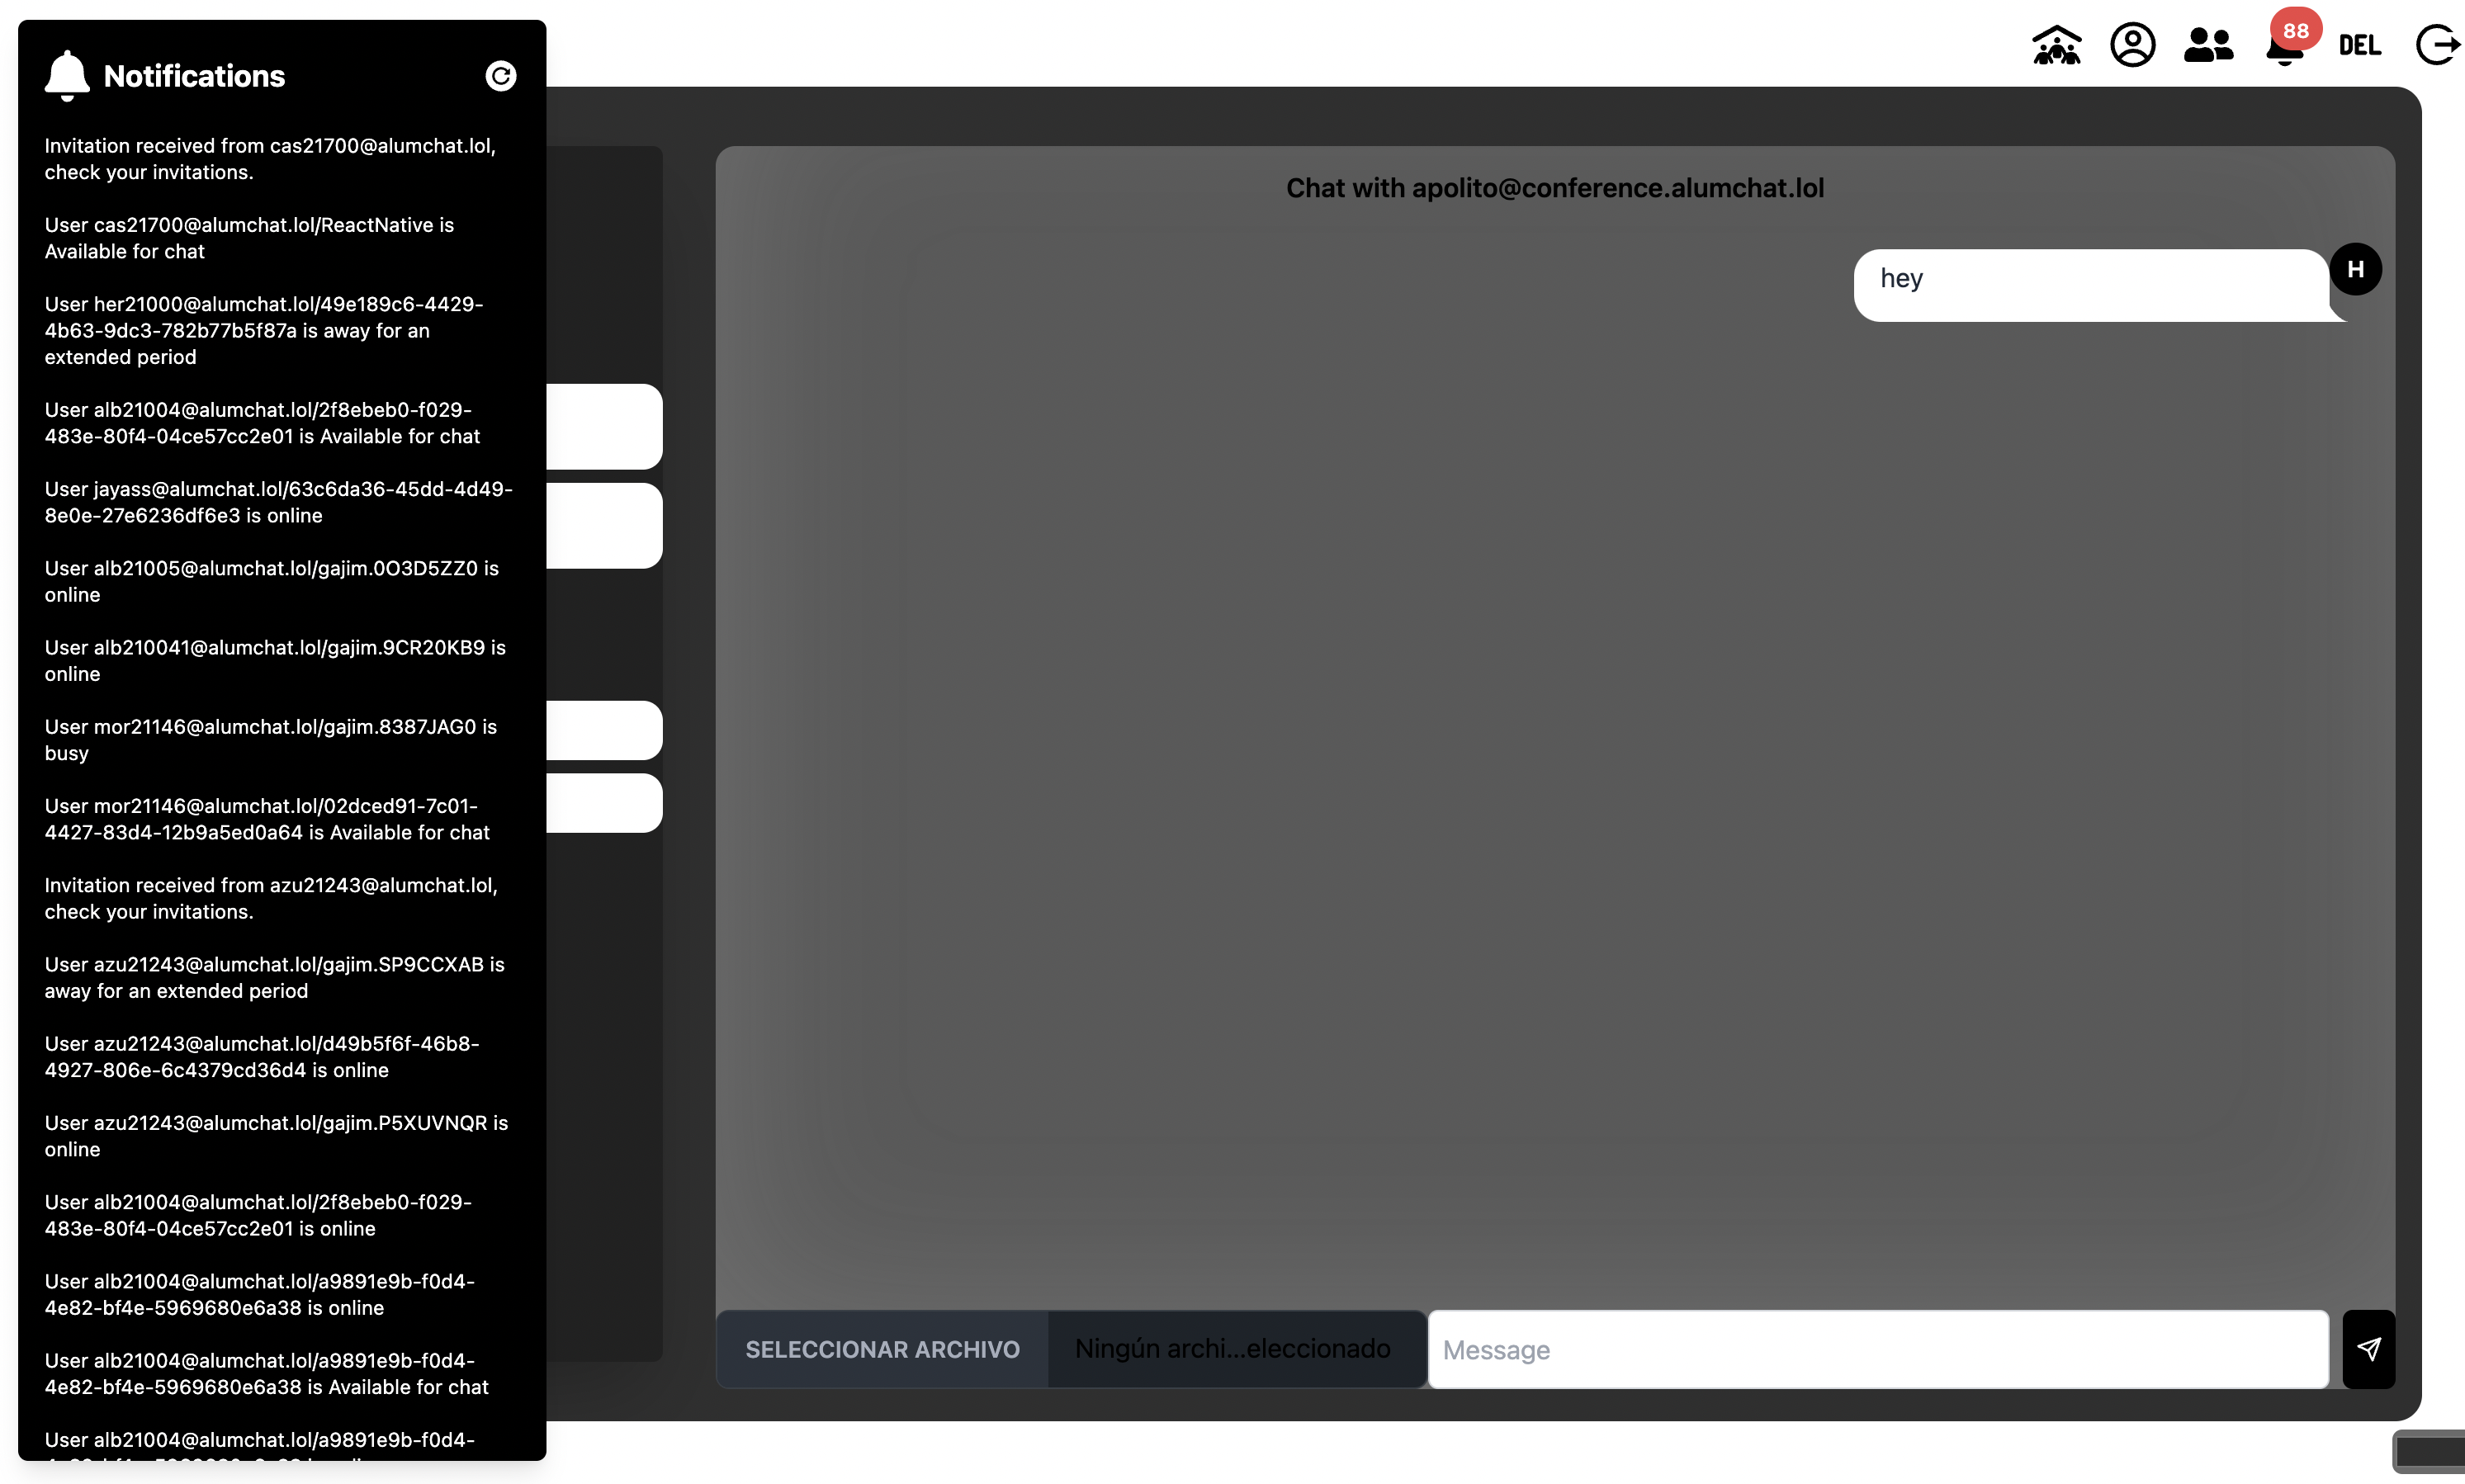 Notifications
Invitation received from cas21700@alumchat.lol,
check your invitations.
User cas21700@alumchat.lol/ReactNative is
Available for chat
User her21000@alumchat.lol/49e189c6-4429-
4b63-9dc3-782b77b5f87a is away for an
extended period
User alb21004@alumchat.lol/2f8ebeb0-f029-
483e-80f4-04ce57cc2e01 is Available for chat
User jayass@alumchat.lol/63c6da36-45dd-4d49-
8e0e-27e6236df6e3 is online
User alb21005@alumchat.lol/gajim.0O3D5ZZ0 is
online
User alb210041@alumchat.lol/gajim.9CR20KB9 is
online
User mor21146@alumchat.lol/gajim.8387JAG0 is
busy
User mor21146@alumchat.lol/02dced91-7c01-
4427-83d4-12b9a5ed0a64 is Available for chat
Invitation received from azu21243@alumchat.lol,
check your invitations.
User azu21243@alumchat.lol/gajim.SP9CCXAB is
away for an extended period
User azu21243@alumchat.lol/d49b5f6f-46b8-
4927-806e-6c4379cd36d4 is online
User azu21243@alumchat.lol/gajim.P5XUVNQR is
online
User alb21004@alumchat.lol/2f8ebeb0-f029-
483e-80f4-04ce57cc2e01 is online
User alb21004@alumchat.lol/a9891e9b-f0d4-
4e82-bf4e-5969680e6a38 is online
User alb21004@alumchat.lol/a9891e9b-f0d4-
4e82-bf4e-5969680e6a38 is Available for chat
User alb21004@alumchat.lol/a9891e9b-f0d4-
88
DEL
Chat with apolito@conference.alumchat.lol
hey
H
SELECCIONAR ARCHIVO
Ningún archi...eleccionado
Message